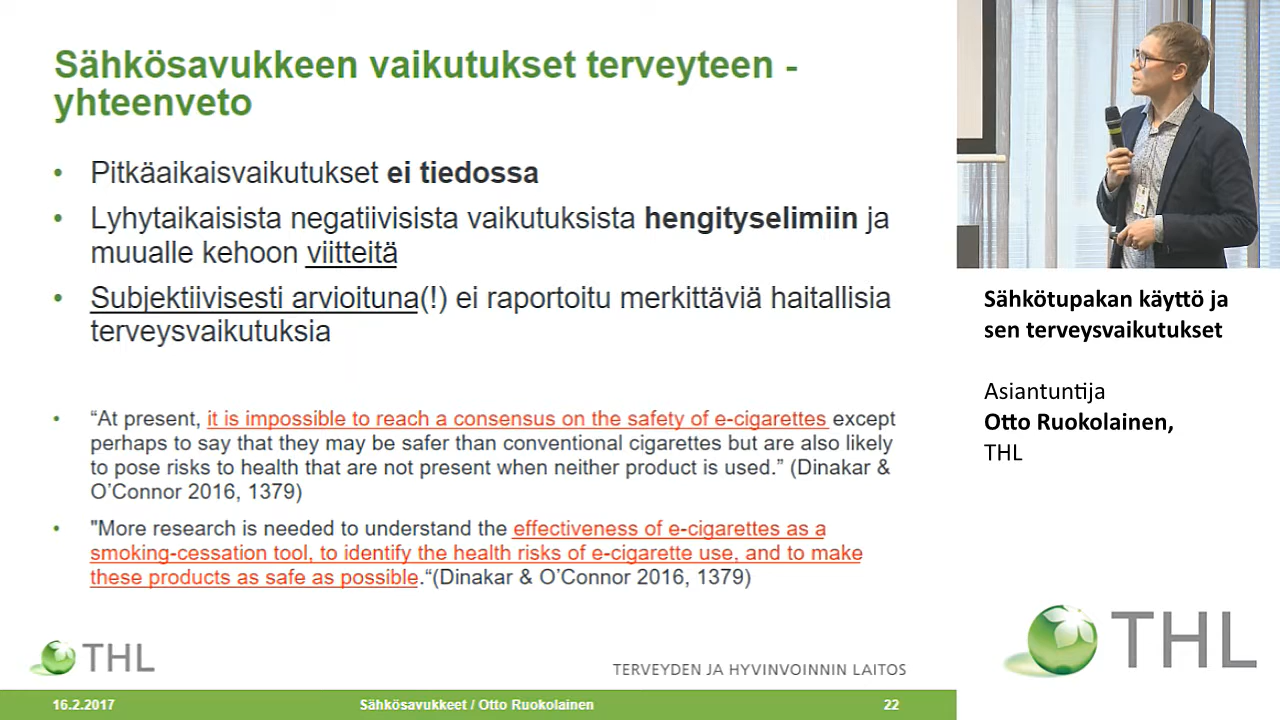 Sähkösavukkeen vaikutukset terveyteen -
yhteenveto
• Pitkäaikaisvaikutukset ei tiedossa
• Lyhytaikaisista negatiivisista vaikutuksista hengityselimiin ja
muualle kehoon viitteitä
• Subjektiivisesti arvioituna(!) ei raportoitu merkittäviä haitallisia
terveysvaikutuksia
• “At present, it is impossible to reach a consensus on the safety of e-cigarettes except
perhaps to say that they may be safer than conventional cigarettes but are also likely
to pose risks to health that are not present when neither product is used.” (Dinakar &
O’Connor 2016, 1379)
• "More research is needed to understand the effectiveness of e-cigarettes as a
smoking-cessation tool, to identify the health risks of e-cigarette use, and to make
these products as safe as possible.“(Dinakar & O’Connor 2016, 1379)
THL
TERVEYDEN JA HYVINVOINNIN LAITOS
16.2.2017
Sähkösavukkeet / Otto Ruokolainen
22
Sähkötupakan käyttö ja
sen terveysvaikutukset
Asiantuntija
Otto Ruokolainen,
THL
THL